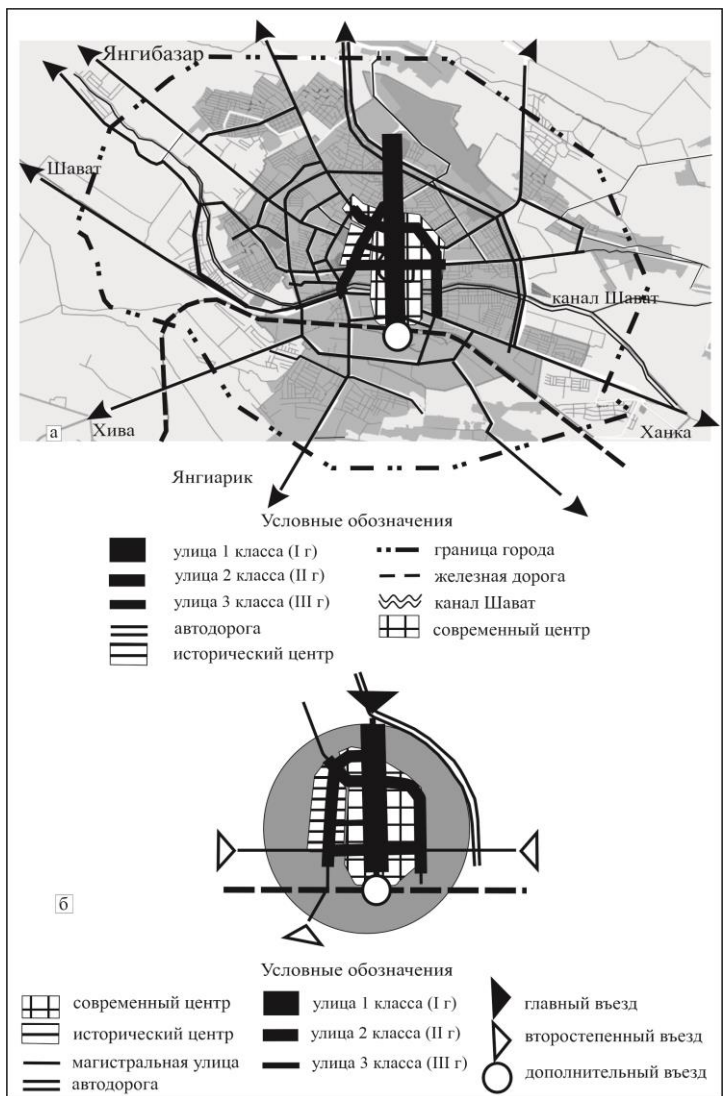 Янгибазар
Шават
канал Шават
Хива
Ханка
а
Янгиарик
Условные обозначения
улица 1 класса (I г)
граница города
улица 2 класса (II г)
железная дорога
улица 3 класса (III г)
канал Шават
автодорога
современный центр
исторический центр
б
Условные обозначения
современный центр
улица 1 класса (I г)
главный въезд
исторический центр
улица 2 класса (II г)
второстепенный въезд
магистральная улица
улица 3 класса (III г)
дополнительный въезд
автодорога